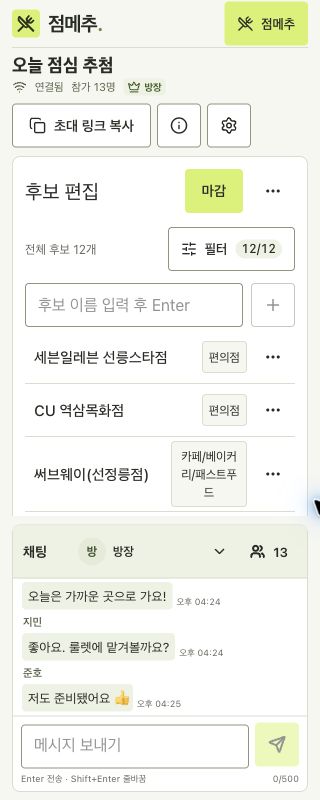 점메추.
점메추
오늘 점심 추첨
연결됨 참가 13명 방장
초대 링크 복사
후보 편집
마감
전체 후보 12개
필터 12/12
후보 이름 입력 후 Enter
세븐일레븐 선릉스타점
편의점
CU 역삼목화점
편의점
써브웨이(선정릉점)
카페/베이커
리/패스트푸
드
채팅 방 방장 13
오늘은 가까운 곳으로 가요! 오후 04:24
지민
좋아요. 룰렛에 맡겨볼까요? 오후 04:24
준호
저도 준비됐어요 👍 오후 04:25
메시지 보내기
Enter 전송 · Shift+Enter 줄바꿈 0/500